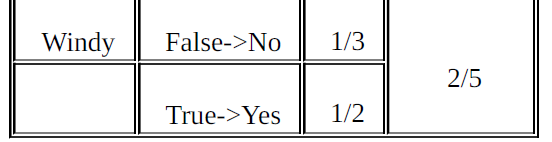 Windy False->No 1/3
2/5
True->Yes 1/2